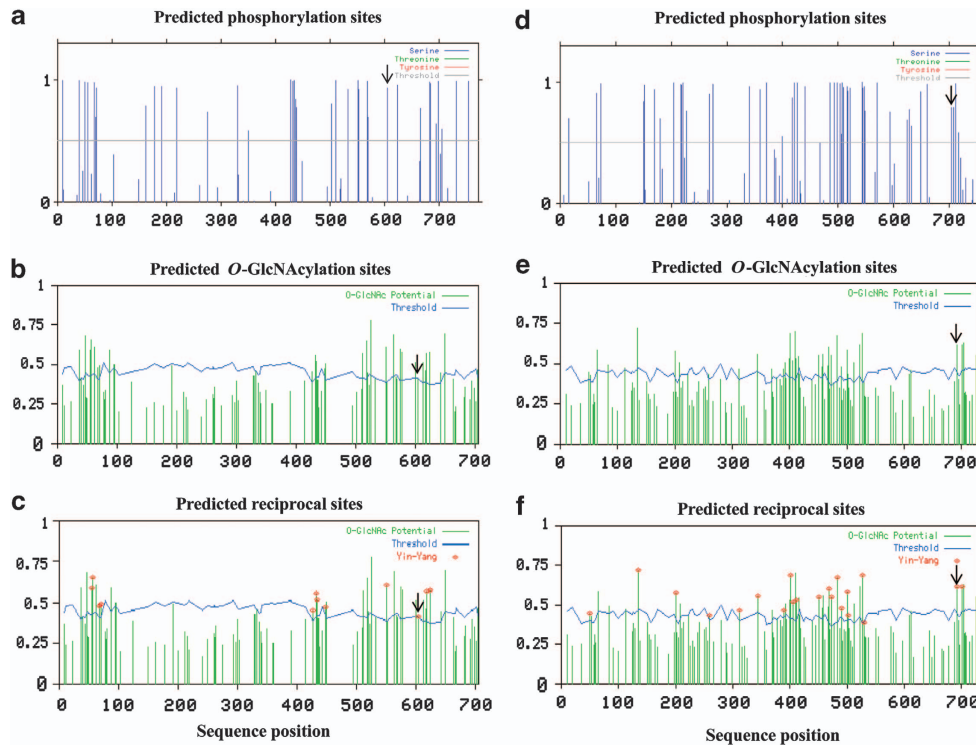 a
Predicted phosphorylation sites
Serine
Threonine
Tyrosine
Threshold
1
0
0 100 200 300 400 500 600 700
b
Predicted O-GlcNAcylation sites
O-GlcNAc Potential
Threshold
1
0.75
0.5
0.25
0
0 100 200 300 400 500 600 700
c
Predicted reciprocal sites
O-GlcNAc Potential
Threshold
Yin-Yang
1
0.75
0.5
0.25
0
0 100 200 300 400 500 600 700
Sequence position
d
Predicted phosphorylation sites
Serine
Threonine
Tyrosine
Threshold
1
0
0 100 200 300 400 500 600 700
e
Predicted O-GlcNAcylation sites
O-GlcNAc Potential
Threshold
1
0.75
0.5
0.25
0
0 100 200 300 400 500 600 700
f
Predicted reciprocal sites
O-GlcNAc Potential
Threshold
Yin-Yang
1
0.75
0.5
0.25
0
0 100 200 300 400 500 600 700
Sequence position